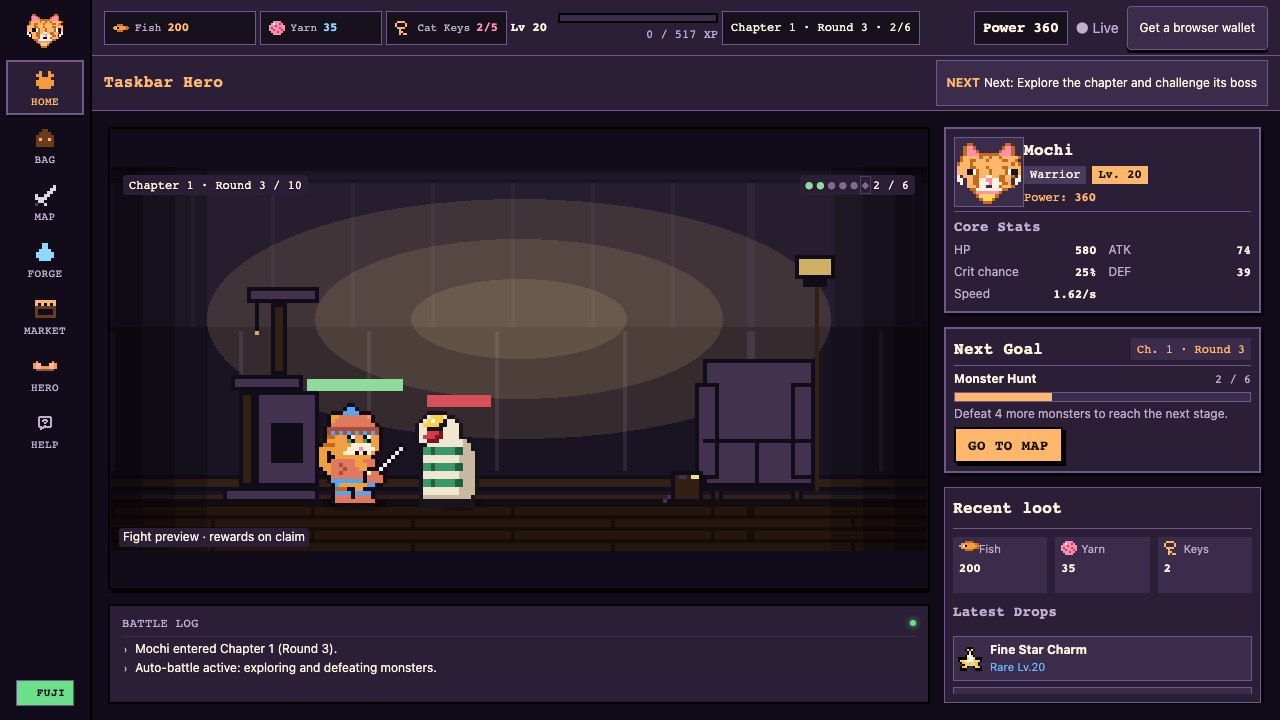 Fish 200
Yarn 35
Cat Keys 2/5
Lv 20
0 / 517 XP
Chapter 1 · Round 3 · 2/6
Power 360
Live
Get a browser wallet
HOME
BAG
MAP
FORGE
MARKET
HERO
HELP
FUJI
Taskbar Hero
NEXT Next: Explore the chapter and challenge its boss
Chapter 1 · Round 3 / 10
2 / 6
Fight preview · rewards on claim
BATTLE LOG
› Mochi entered Chapter 1 (Round 3).
› Auto-battle active: exploring and defeating monsters.
Mochi
Warrior Lv. 20
Power: 360
Core Stats
HP 580 ATK 74
Crit chance 25% DEF 39
Speed 1.62/s
Next Goal Ch. 1 · Round 3
Monster Hunt 2 / 6
Defeat 4 more monsters to reach the next stage.
GO TO MAP
Recent loot
Fish Yarn Keys
200 35 2
Latest Drops
Fine Star Charm
Rare Lv.20